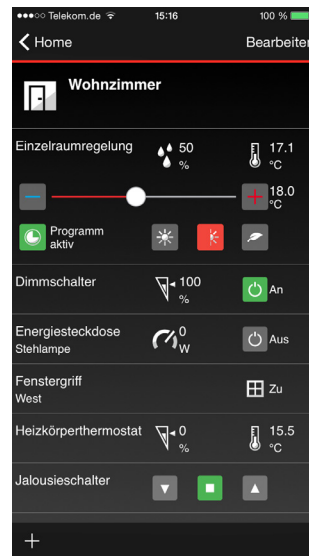 Telekom.de 15:16 100 %
Home Bearbeiter
Wohnzimmer
Einzelraumregelung 50 % 17.1 °C
18.0 °C
Programm aktiv
Dimmschalter 100 % An
Energiesteckdose 0 W Aus
Stehlampe
Fenstergriff Zu
West
Heizkörperthermostat 0 % 15.5 °C
Jalousieschalter